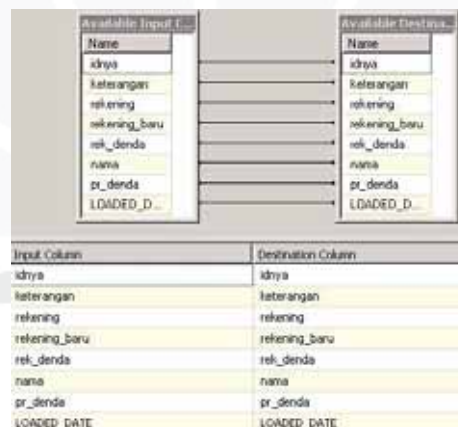 Available Input C... Available Destina...
Name Name
idnya idnya
keterangan keterangan
rekening rekening
rekening_baru rekening_baru
rek_denda rek_denda
nama nama
pr_denda pr_denda
LOADED_D... LOADED_D...
Input Column Destination Column
idnya idnya
keterangan keterangan
rekening rekening
rekening_baru rekening_baru
rek_denda rek_denda
nama nama
pr_denda pr_denda
LOADED_DATE LOADED_DATE